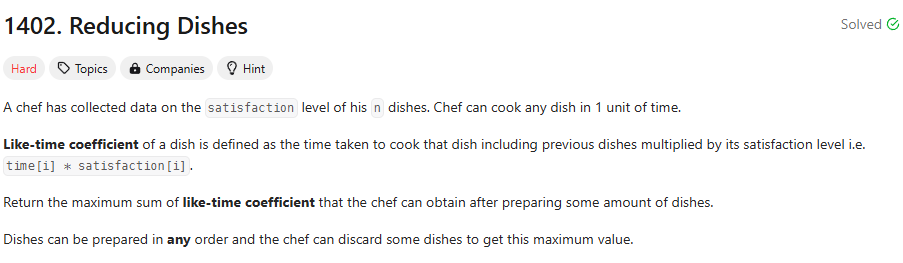 1402. Reducing Dishes
Solved
Hard Topics Companies Hint
A chef has collected data on the satisfaction level of his n dishes. Chef can cook any dish in 1 unit of time.
Like-time coefficient of a dish is defined as the time taken to cook that dish including previous dishes multiplied by its satisfaction level i.e.
time[i] * satisfaction[i].
Return the maximum sum of like-time coefficient that the chef can obtain after preparing some amount of dishes.
Dishes can be prepared in any order and the chef can discard some dishes to get this maximum value.